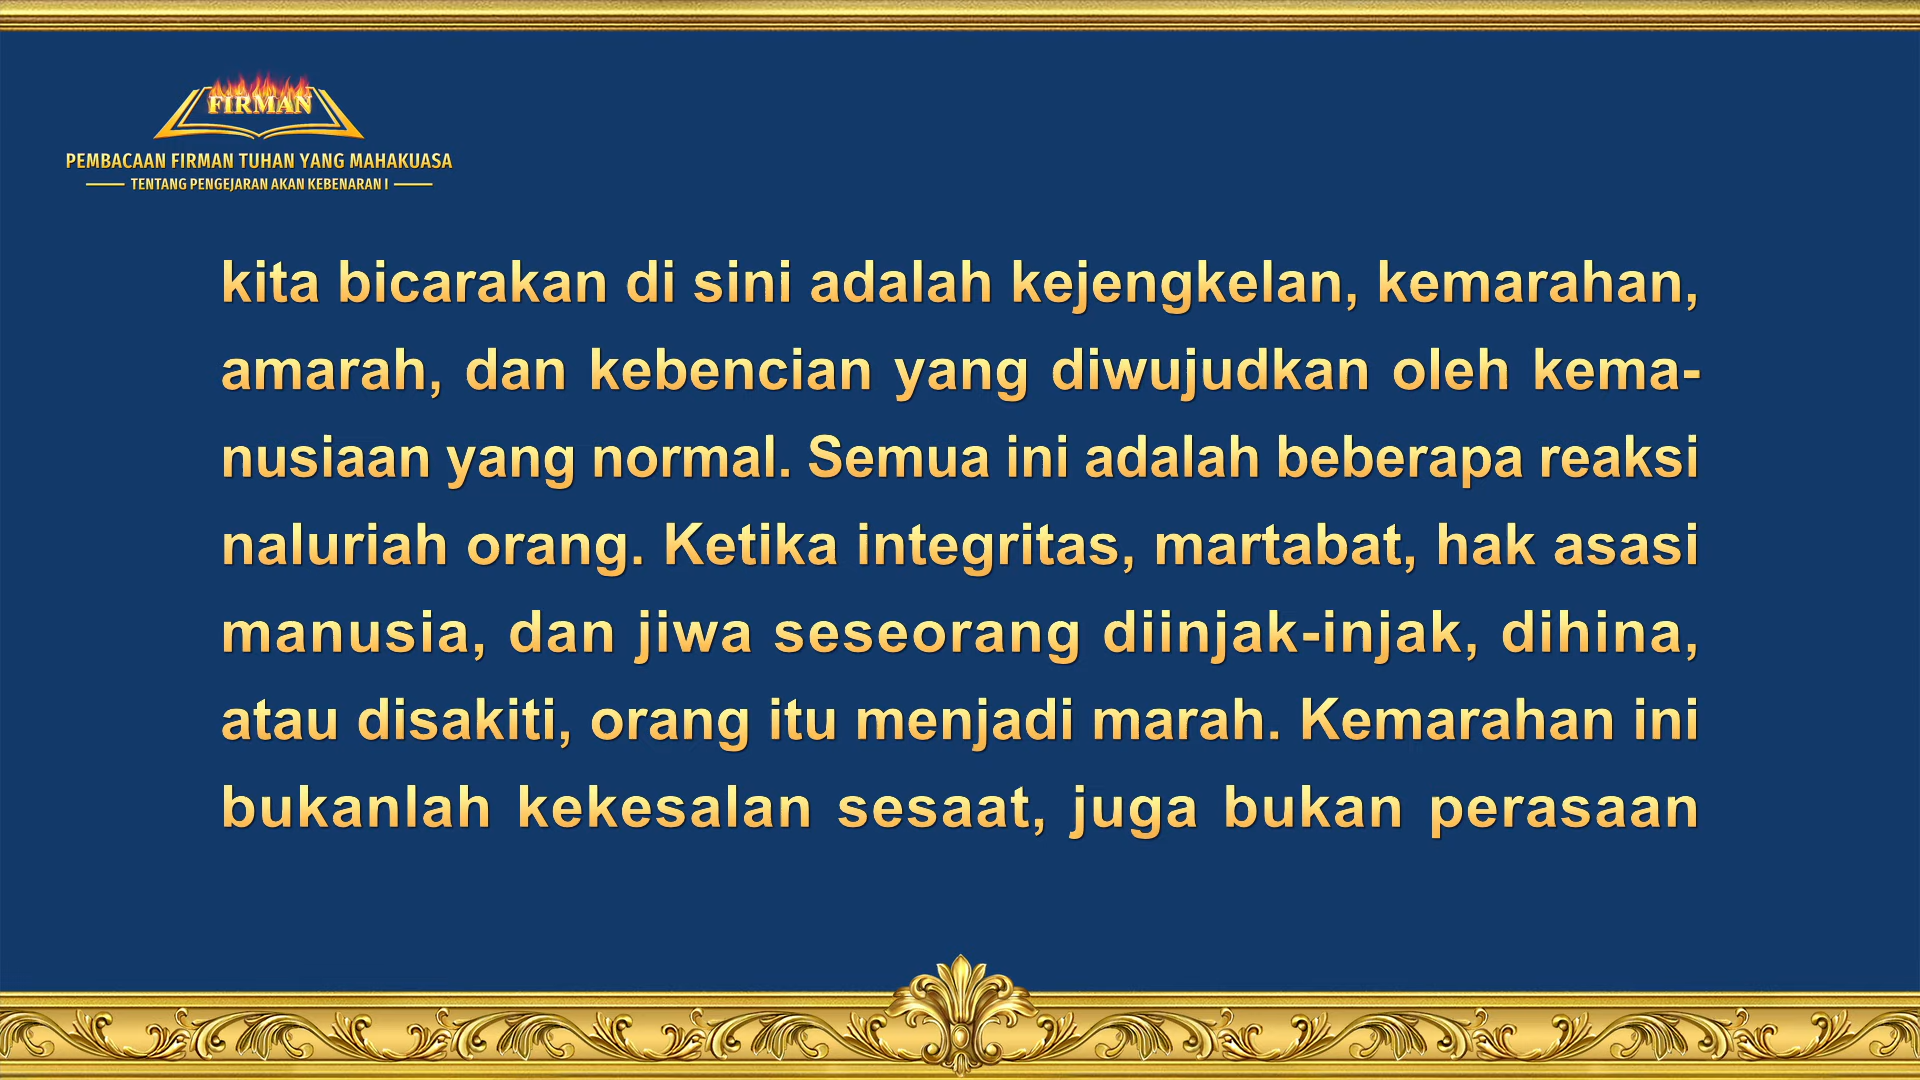 FIRMAN
PEMBACAAN FIRMAN TUHAN YANG MAHAKUASA
TENTANG PENGEJARAN AKAN KEBENARAN I
kita bicarakan di sini adalah kejengkelan, kemarahan,
amarah, dan kebencian yang diwujudkan oleh kema-
nusiaan yang normal. Semua ini adalah beberapa reaksi
naluriah orang. Ketika integritas, martabat, hak asasi
manusia, dan jiwa seseorang diinjak-injak, dihina,
atau disakiti, orang itu menjadi marah. Kemarahan ini
bukanlah kekesalan sesaat, juga bukan perasaan